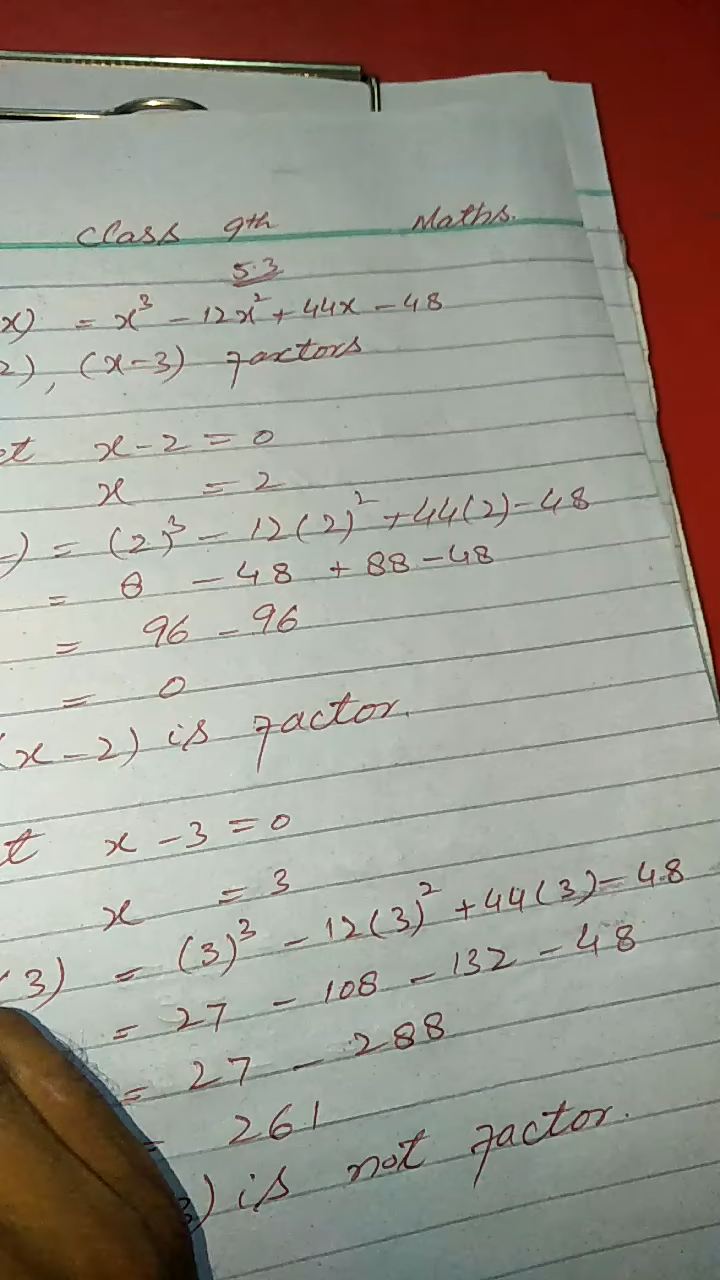 Class 9th Maths.
5.3
x) = x³ - 12x² + 44x - 48
2), (x-3) factors
et x - 2 = 0
x = 2
) = (2)³ - 12(2)² + 44(2) - 48
= 8 - 48 + 88 - 48
= 96 - 96
= 0
(x-2) is factor.
t x - 3 = 0
x = 3
(3) = (3)³ - 12(3)² + 44(3) - 48
= 27 - 108 - 132 - 48
= 27 - 288
= 261
3) is not factor.